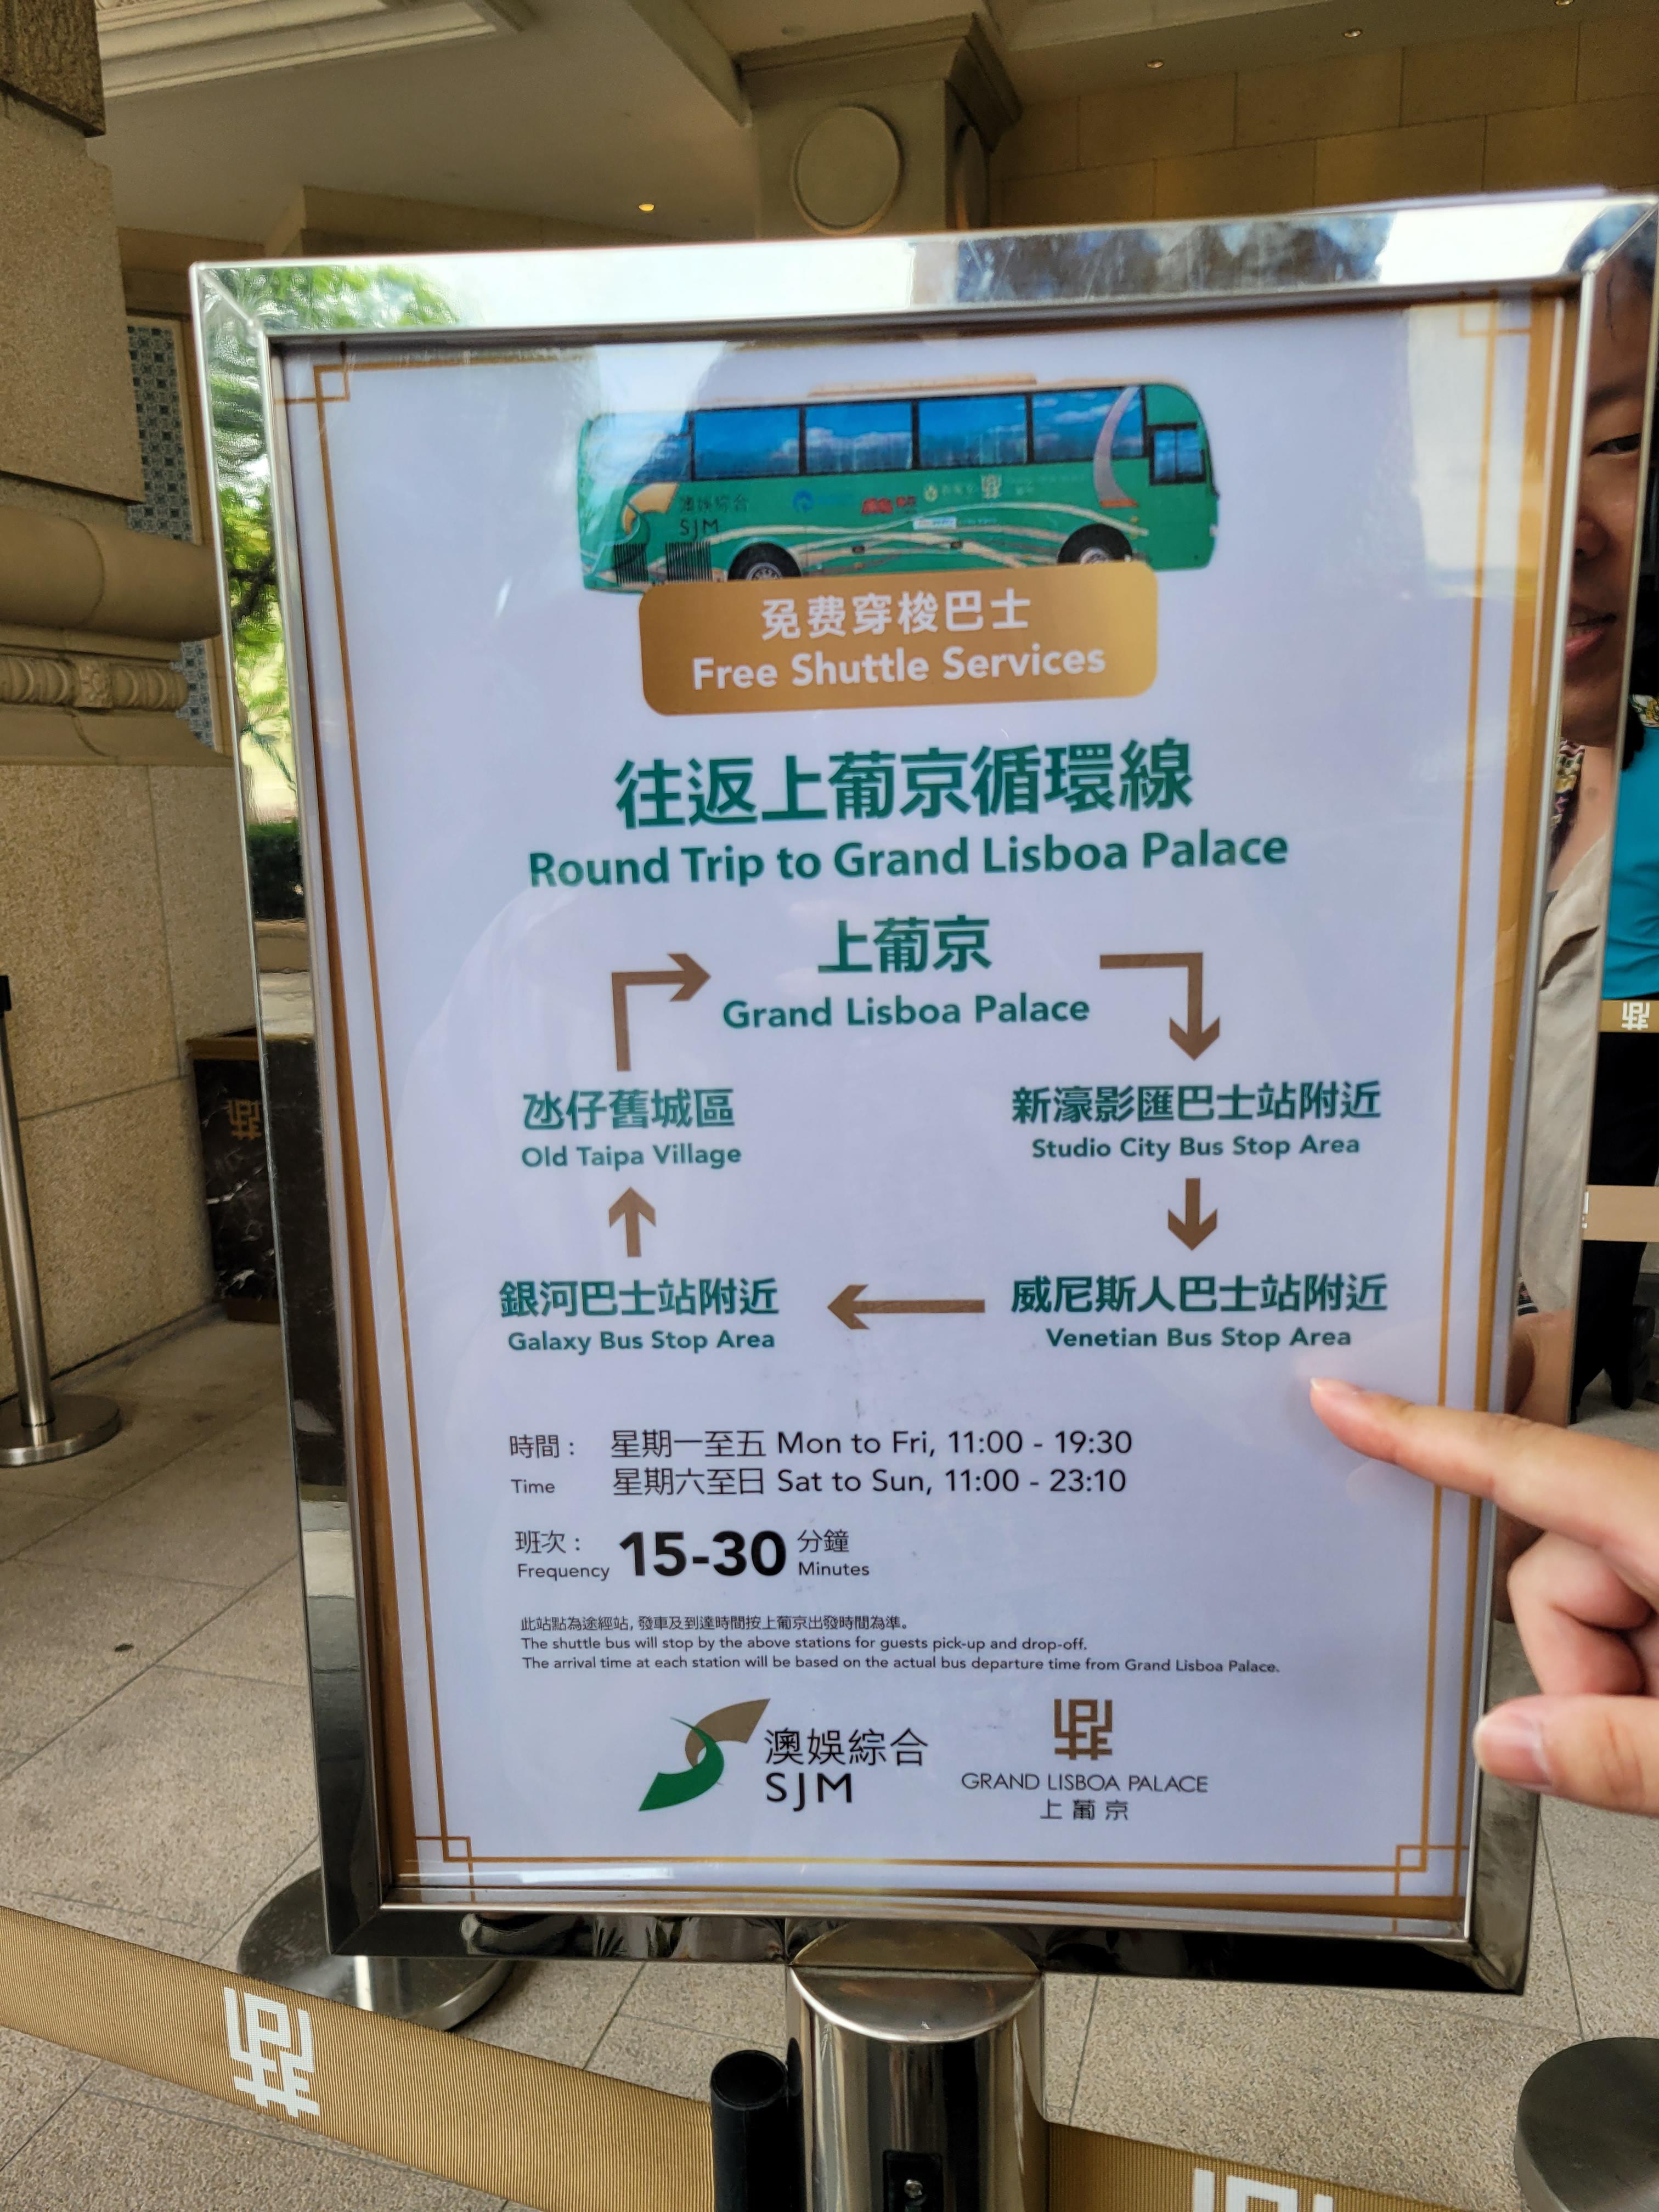 澳娛綜合
SJM
免费穿梭巴士
Free Shuttle Services
往返上葡京循環線
Round Trip to Grand Lisboa Palace
上葡京
Grand Lisboa Palace
氹仔舊城區
Old Taipa Village
新濠影匯巴士站附近
Studio City Bus Stop Area
銀河巴士站附近
Galaxy Bus Stop Area
威尼斯人巴士站附近
Venetian Bus Stop Area
時間： 星期一至五 Mon to Fri, 11:00 - 19:30
Time 星期六至日 Sat to Sun, 11:00 - 23:10
班次： 15-30 分鐘
Frequency Minutes
此站點為途經站，發車及到達時間按上葡京出發時間為準。
The shuttle bus will stop by the above stations for guests pick-up and drop-off.
The arrival time at each station will be based on the actual bus departure time from Grand Lisboa Palace.
澳娛綜合
SJM
GRAND LISBOA PALACE
上葡京